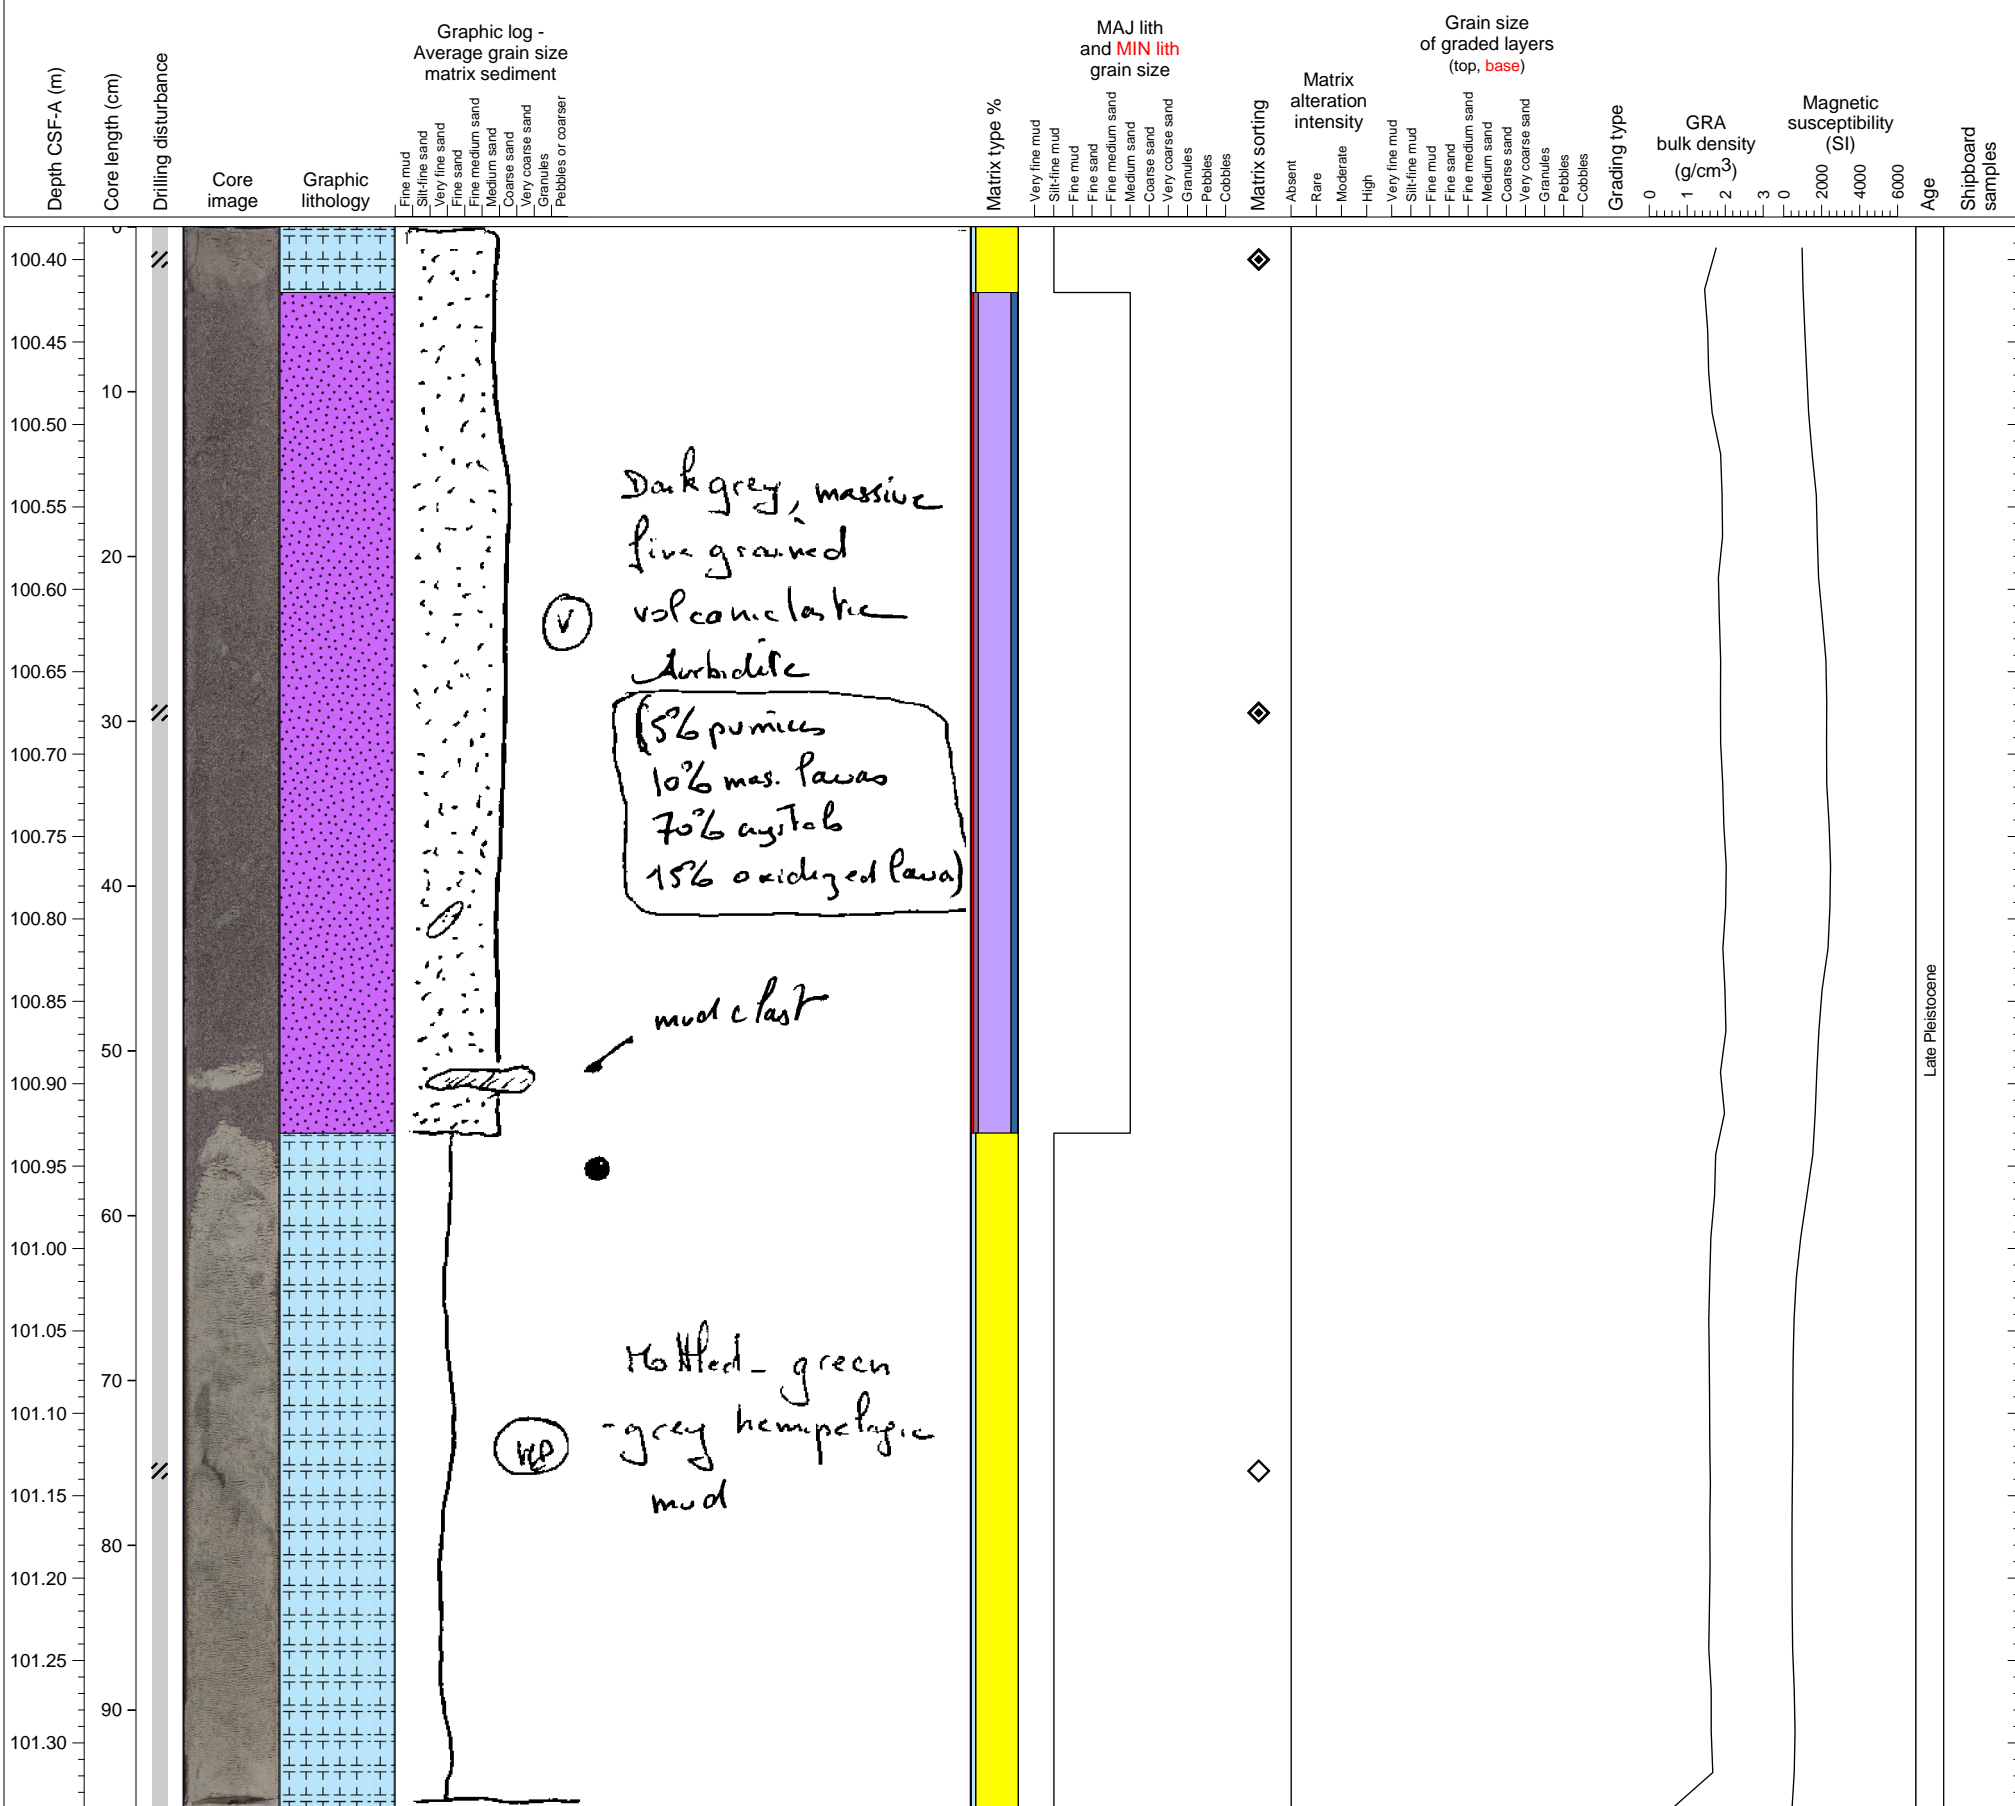 Depth CSF-A (m)
Core length (cm)
Drilling disturbance
Core
image
Graphic
lithology
Graphic log -
Average grain size
matrix sediment
Fine mud
Silt-fine sand
Very fine sand
Fine sand
Fine medium sand
Medium sand
Coarse sand
Very coarse sand
Granules
Pebbles or coarser
Matrix type %
MAJ lith
and MIN lith
grain size
Very fine mud
Silt-fine mud
Fine mud
Fine sand
Fine medium sand
Medium sand
Coarse sand
Very coarse sand
Granules
Pebbles
Cobbles
Matrix sorting
Matrix
alteration
intensity
Absent
Rare
Moderate
High
Grain size
of graded layers
(top, base)
Very fine mud
Silt-fine mud
Fine mud
Fine sand
Fine medium sand
Medium sand
Coarse sand
Very coarse sand
Granules
Pebbles
Cobbles
Grading type
GRA
bulk density
(g/cm3)
0 1 2 3
Magnetic
susceptibility
(SI)
0 2000 4000 6000
Age
Shipboard
samples
0
100.40
100.45
10
100.50
100.55
20
100.60
100.65
30
100.70
100.75
40
100.80
100.85
50
100.90
100.95
60
101.00
101.05
70
101.10
101.15
80
101.20
101.25
90
101.30
Dark grey, massive
fine grained
volcaniclastic
turbidite
(5% pumices
10% mas. lavas
70% crystals
15% oxidized lava)
V
mud clast
Mottled - green
-grey hemipelagic
mud
HP
Late Pleistocene